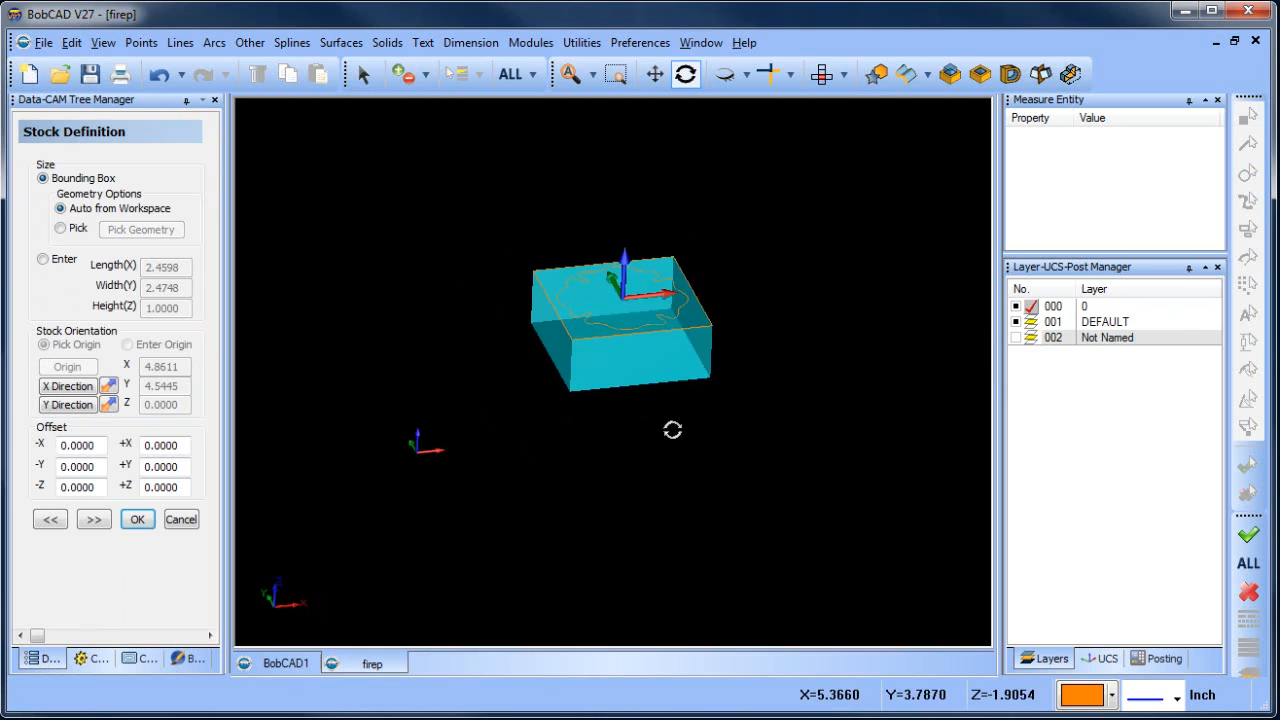 BobCAD V27 - [firep]
File Edit View Points Lines Arcs Other Splines Surfaces Solids Text Dimension Modules Utilities Preferences Window Help
ALL
Data-CAM Tree Manager
Stock Definition
Size
Bounding Box
Geometry Options
Auto from Workspace
Pick Pick Geometry
Enter
Length(X) 2.4598
Width(Y) 2.4748
Height(Z) 1.0000
Stock Orientation
Pick Origin Enter Origin
Origin X 4.8611
X Direction Y 4.5445
Y Direction Z 0.0000
Offset
-X 0.0000 +X 0.0000
-Y 0.0000 +Y 0.0000
-Z 0.0000 +Z 0.0000
<< >> OK Cancel
D... C... C... B...
Z
Y
X
BobCAD1 firep
Measure Entity
Property Value
Layer-UCS-Post Manager
No. Layer
000 0
001 DEFAULT
002 Not Named
Layers UCS Posting
ALL
X=5.3660 Y=3.7870 Z=-1.9054 Inch